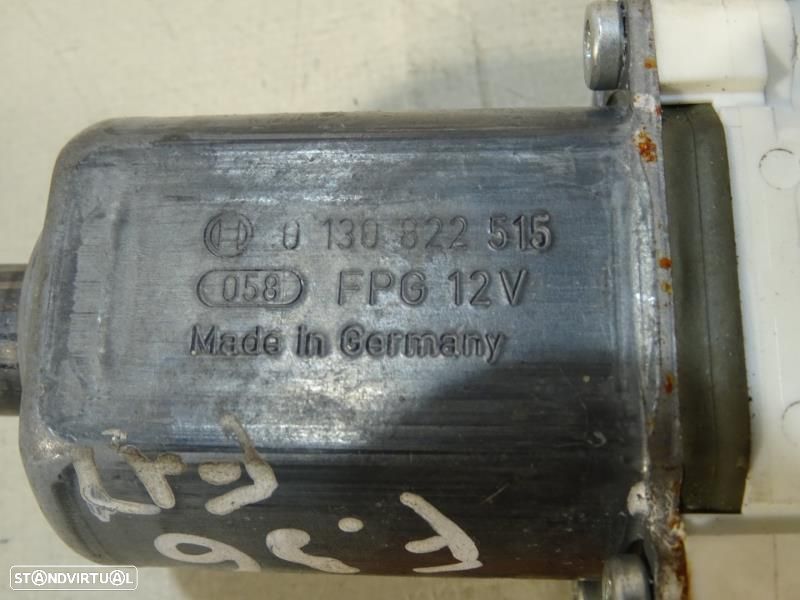 0 130 822 515
058 FPG 12V
Made in Germany
STANDVIRTUAL